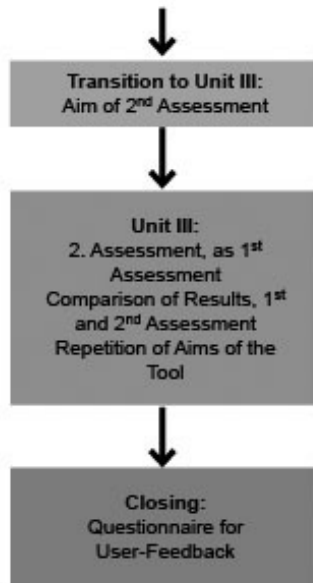 Transition to Unit III:
Aim of 2nd Assessment
Unit III:
2. Assessment, as 1st
Assessment
Comparison of Results, 1st
and 2nd Assessment
Repetition of Aims of the
Tool
Closing:
Questionnaire for
User-Feedback